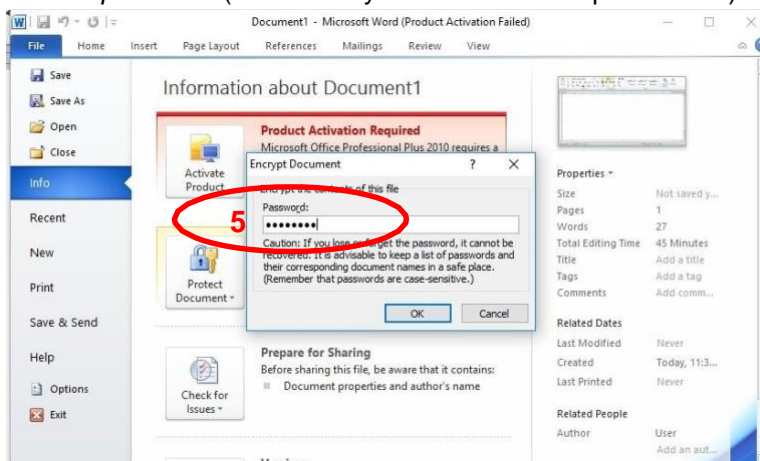 Document1 - Microsoft Word (Product Activation Failed)
File Home Insert Page Layout References Mailings Review View
Save
Save As
Open
Close
Info
Recent
New
Print
Save & Send
Help
Options
Exit
Information about Document1
Activate
Product
Product Activation Required
Microsoft Office Professional Plus 2010 requires a
Encrypt Document ? X
Encrypt the contents of this file
Password:
5
Caution: If you lose or forget the password, it cannot be
recovered. It is advisable to keep a list of passwords and
their corresponding document names in a safe place.
(Remember that passwords are case-sensitive.)
OK Cancel
Protect
Document
Check for
Issues
Prepare for Sharing
Before sharing this file, be aware that it contains:
Document properties and author's name
Properties
Size Not saved y...
Pages 1
Words 27
Total Editing Time 45 Minutes
Title Add a title
Tags Add a tag
Comments Add comm...
Related Dates
Last Modified Never
Created Today, 11:3...
Last Printed Never
Related People
Author User
Add an aut...